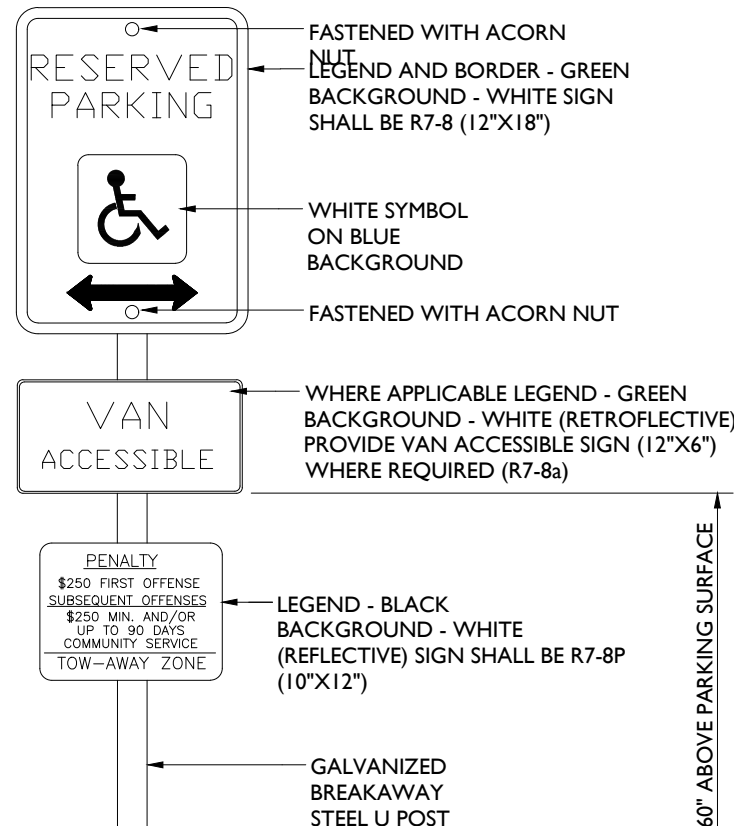 RESERVED
PARKING
FASTENED WITH ACORN
NUT
LEGEND AND BORDER - GREEN
BACKGROUND - WHITE SIGN
SHALL BE R7-8 (12"X18")
WHITE SYMBOL
ON BLUE
BACKGROUND
FASTENED WITH ACORN NUT
VAN
ACCESSIBLE
WHERE APPLICABLE LEGEND - GREEN
BACKGROUND - WHITE (RETROFLECTIVE)
PROVIDE VAN ACCESSIBLE SIGN (12"X6")
WHERE REQUIRED (R7-8a)
PENALTY
$250 FIRST OFFENSE
SUBSEQUENT OFFENSES
$250 MIN. AND/OR
UP TO 90 DAYS
COMMUNITY SERVICE
TOW-AWAY ZONE
LEGEND - BLACK
BACKGROUND - WHITE
(REFLECTIVE) SIGN SHALL BE R7-8P
(10"X12")
GALVANIZED
BREAKAWAY
STEEL U POST
60" ABOVE PARKING SURFACE